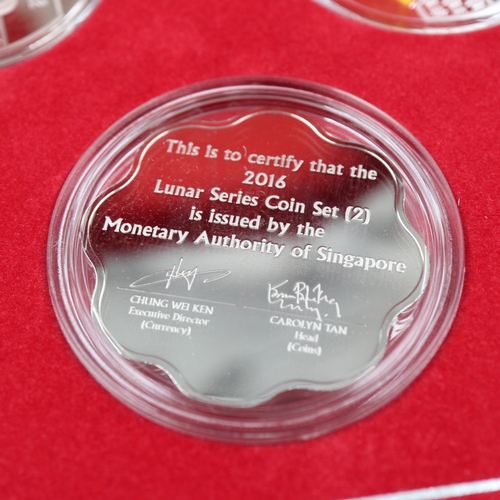 This is to certify that the
2016
Lunar Series Coin Set (2)
is issued by the
Monetary Authority of Singapore
CHUNG WEI KEN
Executive Director
(Currency)
CAROLYN TAN
Head
(Coins)